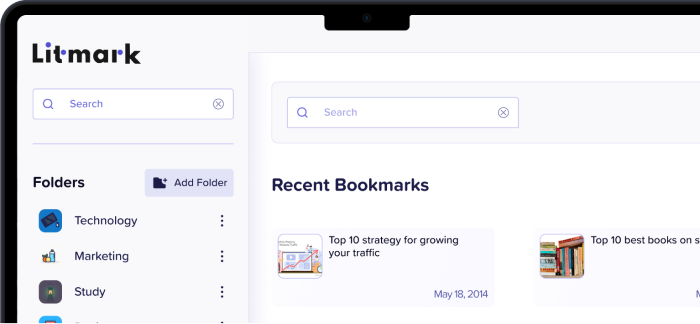 Litmark
Search
Folders
Add Folder
Technology
Marketing
Study
Search
Recent Bookmarks
Top 10 strategy for growing
your traffic
May 18, 2014
Top 10 best books on s